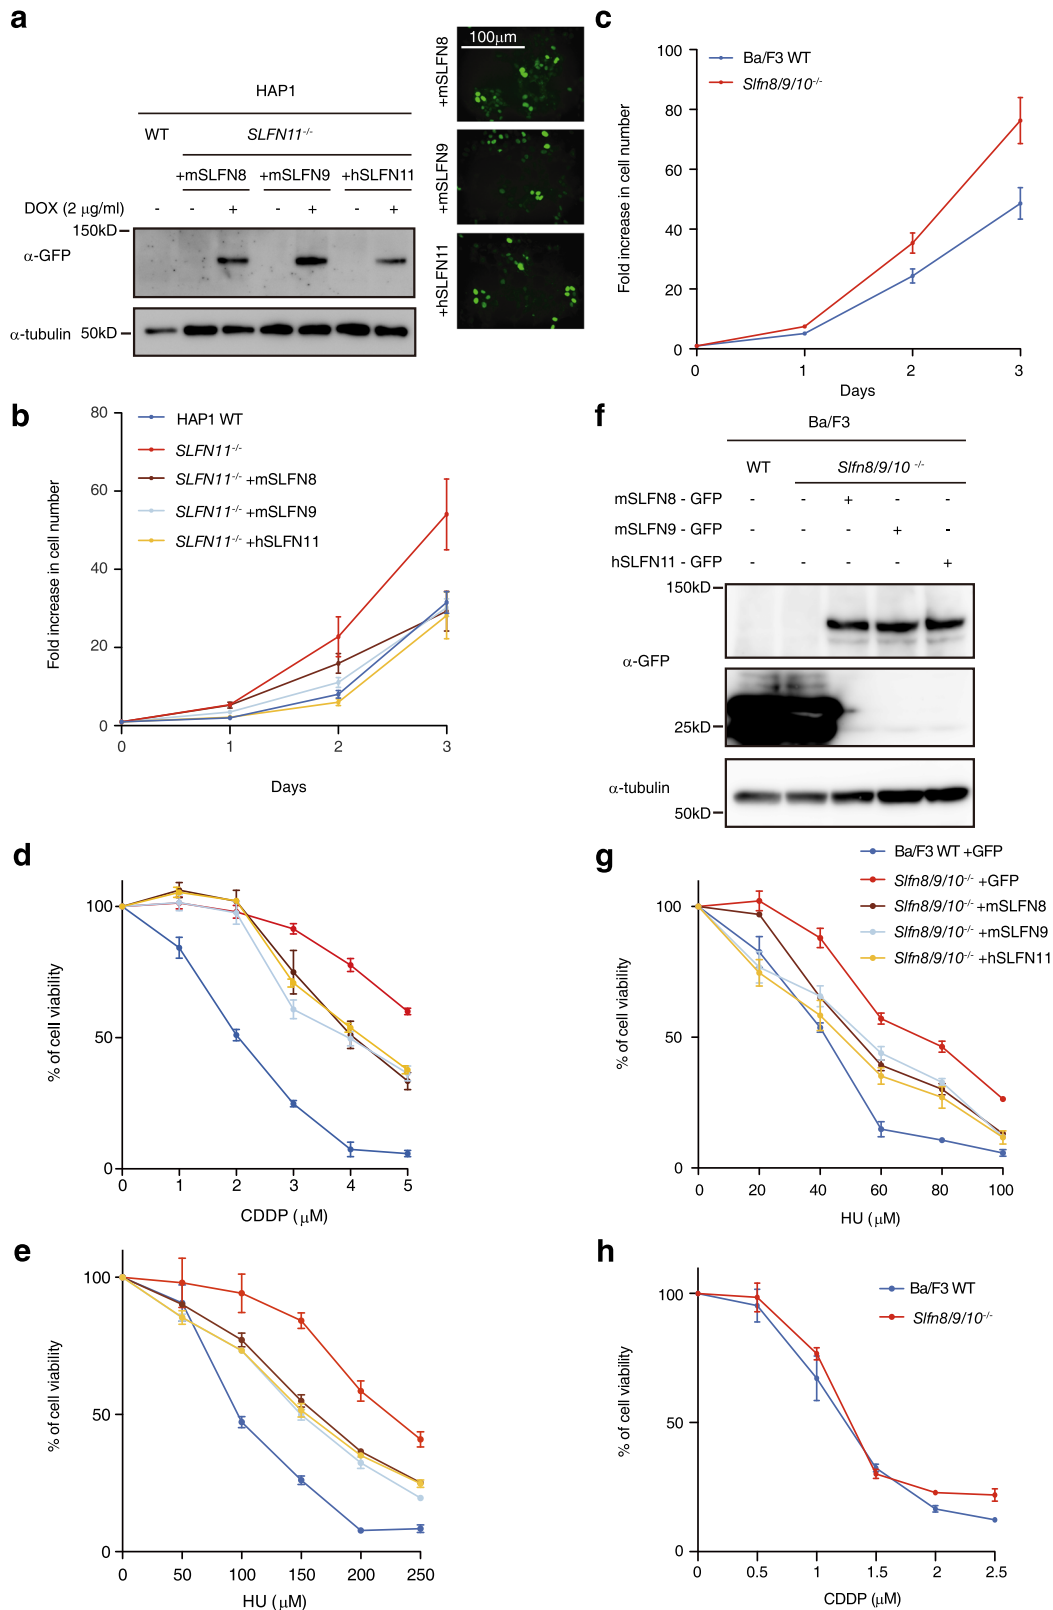 a
HAP1
WT
SLFN11-/-
+mSLFN8 +mSLFN9 +hSLFN11
DOX (2 μg/ml) - - + - + - +
150kD
α-GFP
α-tubulin 50kD
100μm
+mSLFN8
+mSLFN9
+hSLFN11
b
HAP1 WT
SLFN11-/-
SLFN11-/- +mSLFN8
SLFN11-/- +mSLFN9
SLFN11-/- +hSLFN11
Fold increase in cell number
80
60
40
20
0
0 1 2 3
Days
c
Ba/F3 WT
Slfn8/9/10-/-
Fold increase in cell number
100
80
60
40
20
0
0 1 2 3
Days
f
Ba/F3
WT Slfn8/9/10 -/-
mSLFN8 - GFP - - + - -
mSLFN9 - GFP - - - + -
hSLFN11 - GFP - - - - +
150kD
α-GFP
25kD
α-tubulin
50kD
d
% of cell viability
100
50
0
0 1 2 3 4 5
CDDP (μM)
g
Ba/F3 WT +GFP
Slfn8/9/10-/- +GFP
Slfn8/9/10-/- +mSLFN8
Slfn8/9/10-/- +mSLFN9
Slfn8/9/10-/- +hSLFN11
% of cell viability
100
50
0
0 20 40 60 80 100
HU (μM)
e
% of cell viability
100
50
0
0 50 100 150 200 250
HU (μM)
h
Ba/F3 WT
Slfn8/9/10-/-
% of cell viability
100
50
0
0 0.5 1 1.5 2 2.5
CDDP (μM)